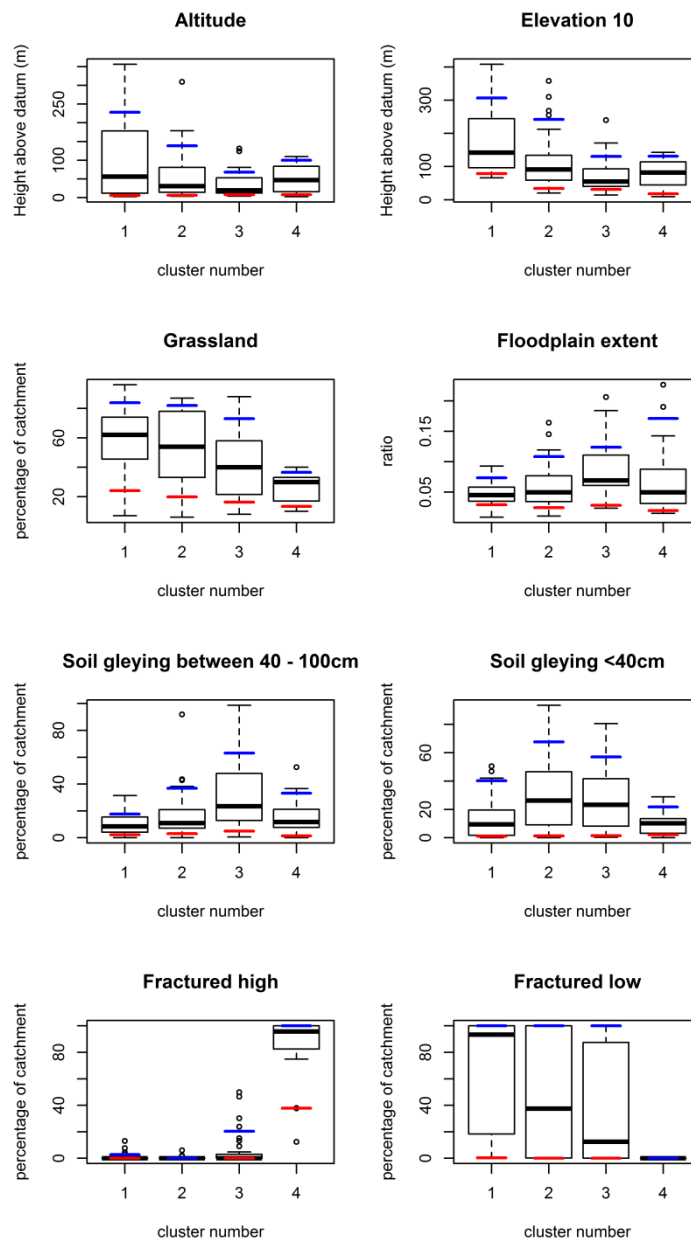 Altitude
Height above datum (m)
0
100
250
1 2 3 4
cluster number
Elevation 10
Height above datum (m)
0
100
300
1 2 3 4
cluster number
Grassland
percentage of catchment
20
60
1 2 3 4
cluster number
Floodplain extent
ratio
0.05
0.15
1 2 3 4
cluster number
Soil gleying between 40 - 100cm
percentage of catchment
0
40
80
1 2 3 4
cluster number
Soil gleying <40cm
percentage of catchment
0
20
60
1 2 3 4
cluster number
Fractured high
percentage of catchment
0
40
80
1 2 3 4
cluster number
Fractured low
percentage of catchment
0
40
80
1 2 3 4
cluster number